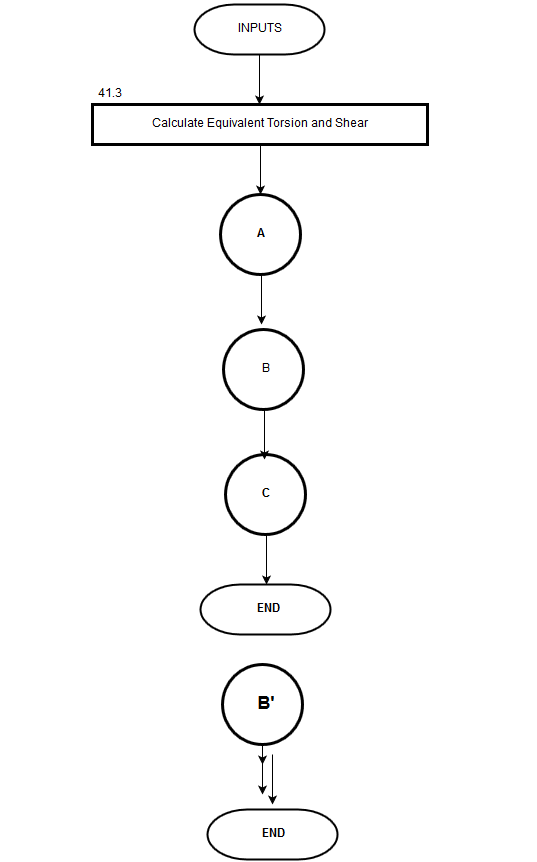 INPUTS
41.3
Calculate Equivalent Torsion and Shear
A
B
C
END
B'
END